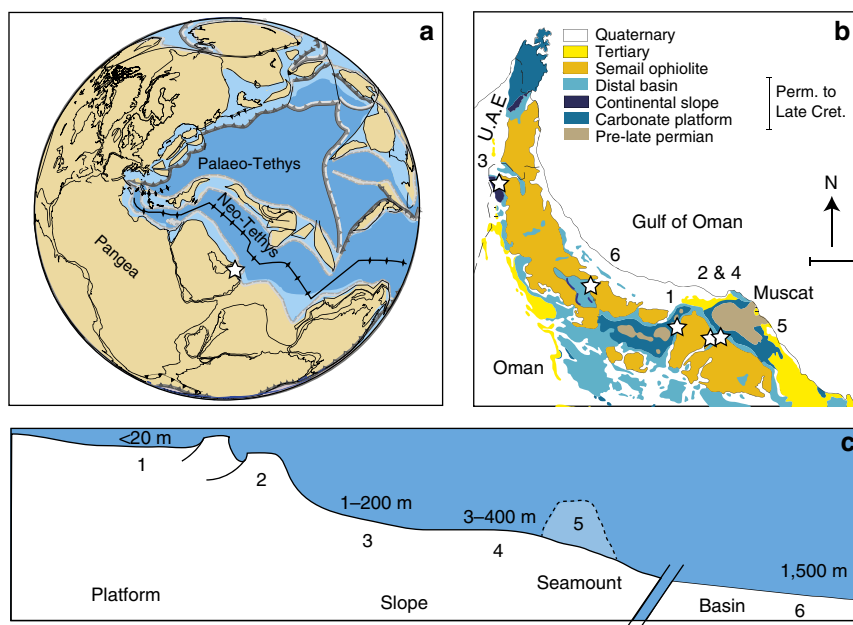 a
Palaeo-Tethys
Neo-Tethys
Pangea
b
Quaternary
Tertiary
Semail ophiolite
Distal basin
Continental slope
Carbonate platform
Pre-late permian
Perm. to
Late Cret.
U.A.E
3
N
Gulf of Oman
6
2 & 4
1
Muscat
5
Oman
c
<20 m
1
2
1–200 m
3
3–400 m
4
5
1,500 m
Platform
Slope
Seamount
Basin
6